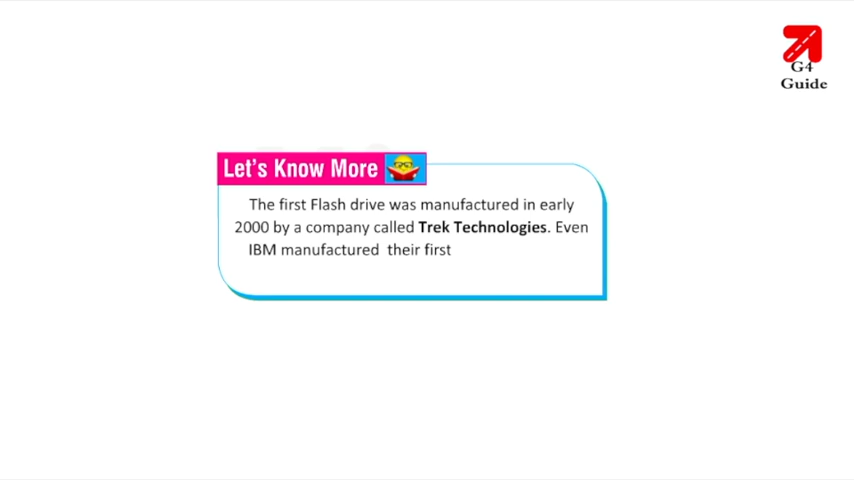 G4
Guide
Let's Know More
The first Flash drive was manufactured in early
2000 by a company called Trek Technologies. Even
IBM manufactured their first